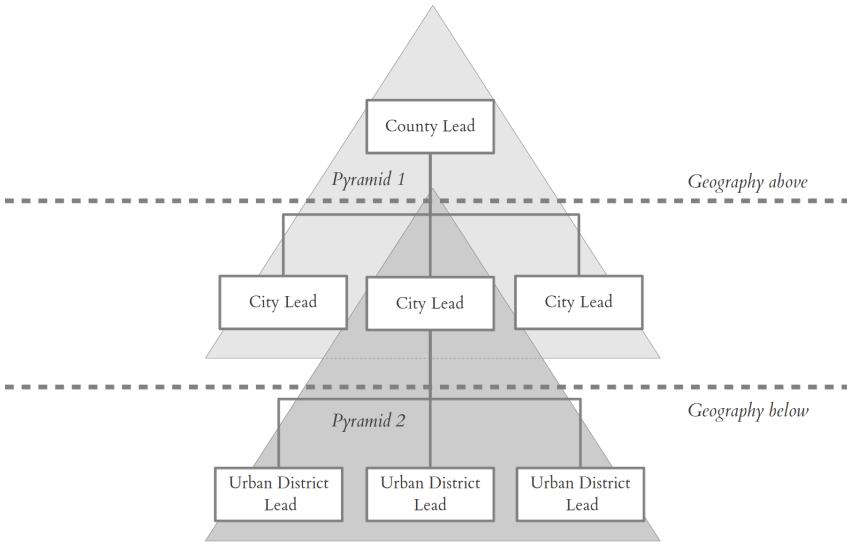 County Lead
Pyramid 1
Geography above
City Lead
City Lead
City Lead
Geography below
Pyramid 2
Urban District
Lead
Urban District
Lead
Urban District
Lead